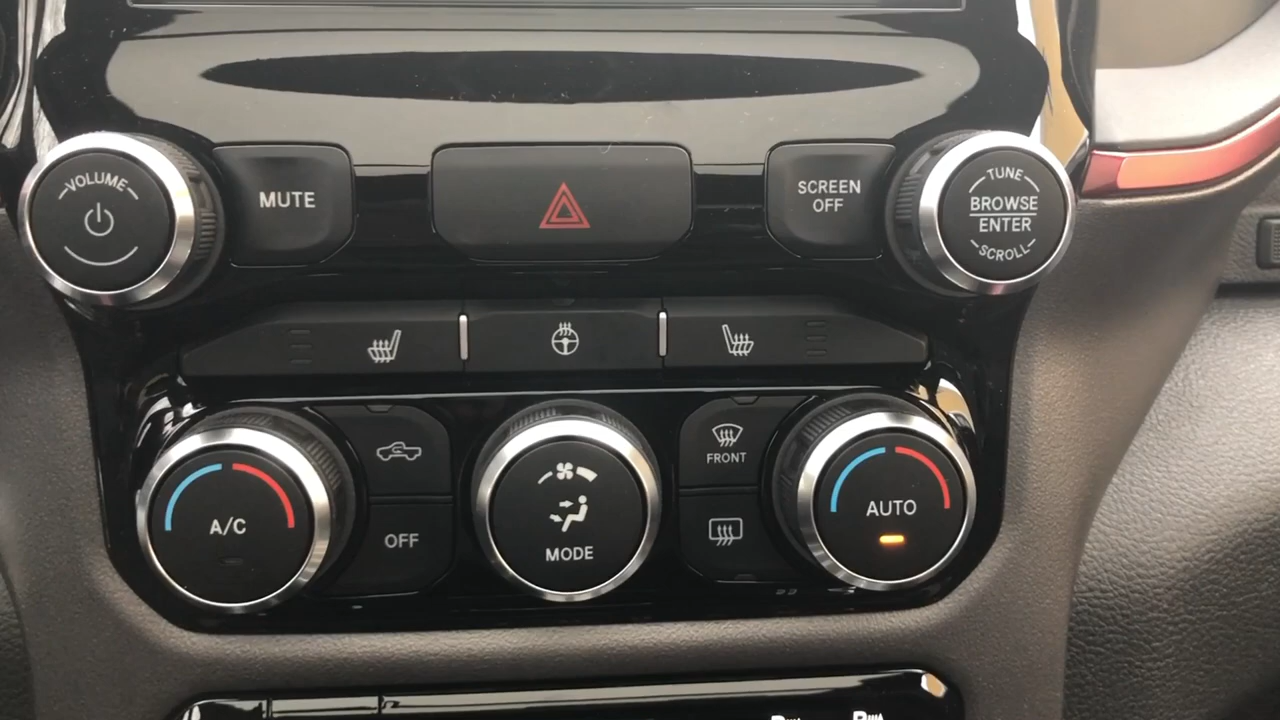 VOLUME
MUTE
SCREEN
OFF
TUNE
BROWSE
ENTER
SCROLL
A/C
OFF
MODE
FRONT
AUTO